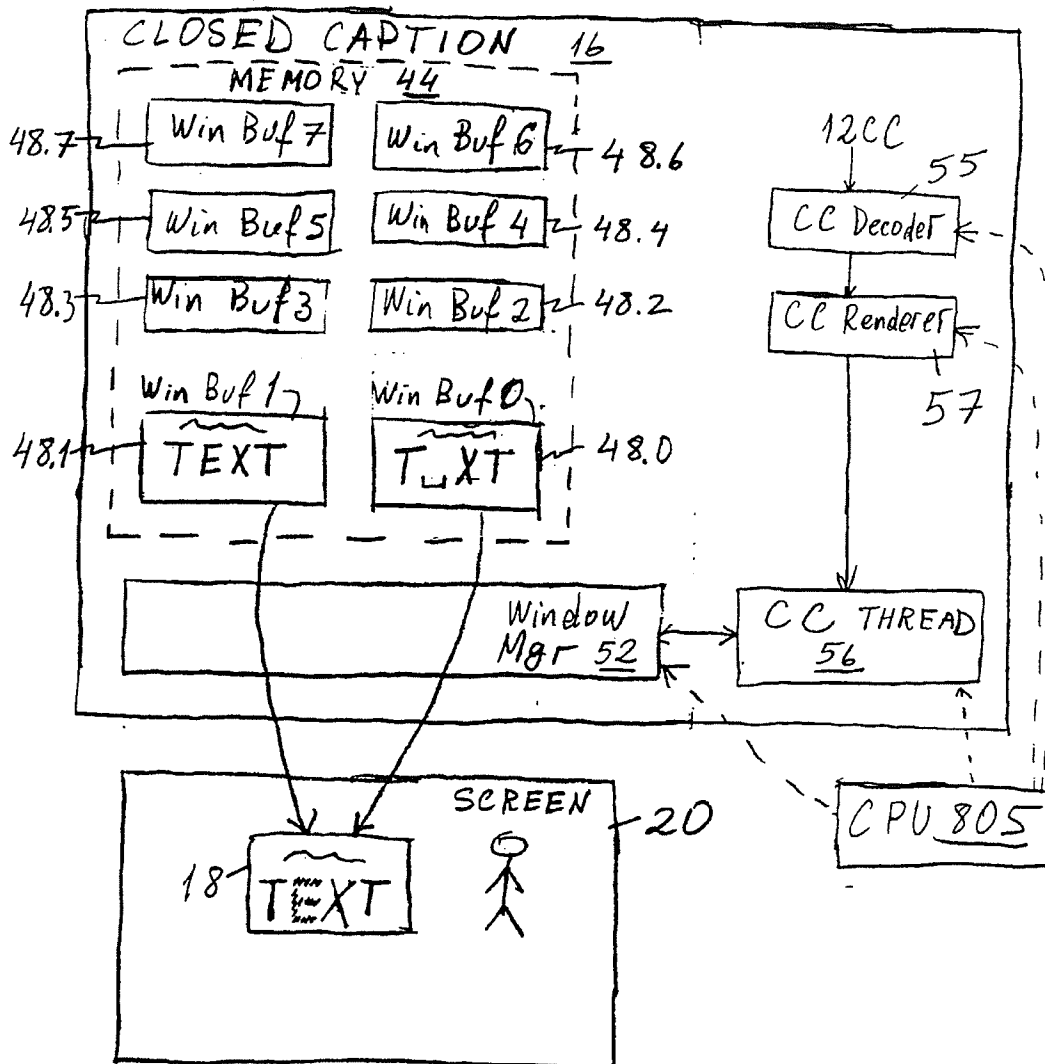 CLOSED CAPTION 16
MEMORY 44
48.7 Win Buf 7 Win Buf 6 48.6
12CC
55
48.5 Win Buf 5 Win Buf 4 48.4
CC Decoder
48.3 Win Buf 3 Win Buf 2 48.2
CC Renderer
57
Win Buf 1 Win Buf 0
48.1 TEXT T␣XT 48.0
Window
Mgr 52
CC THREAD
56
SCREEN
20
CPU 805
18 TEXT